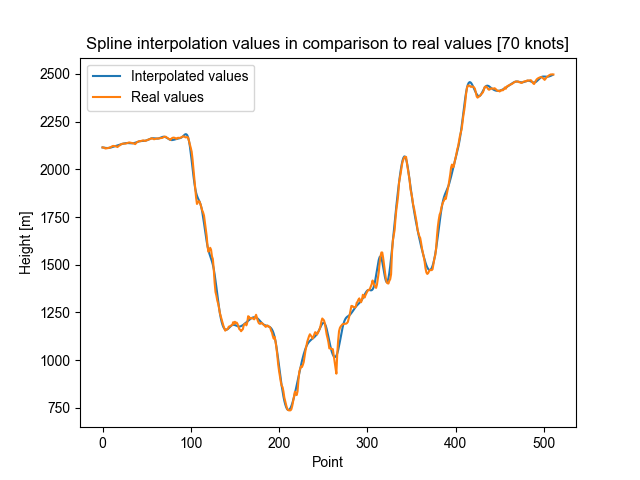 Spline interpolation values in comparison to real values [70 knots]
Interpolated values
Real values
Height [m]
2500
2250
2000
1750
1500
1250
1000
750
0 100 200 300 400 500
Point